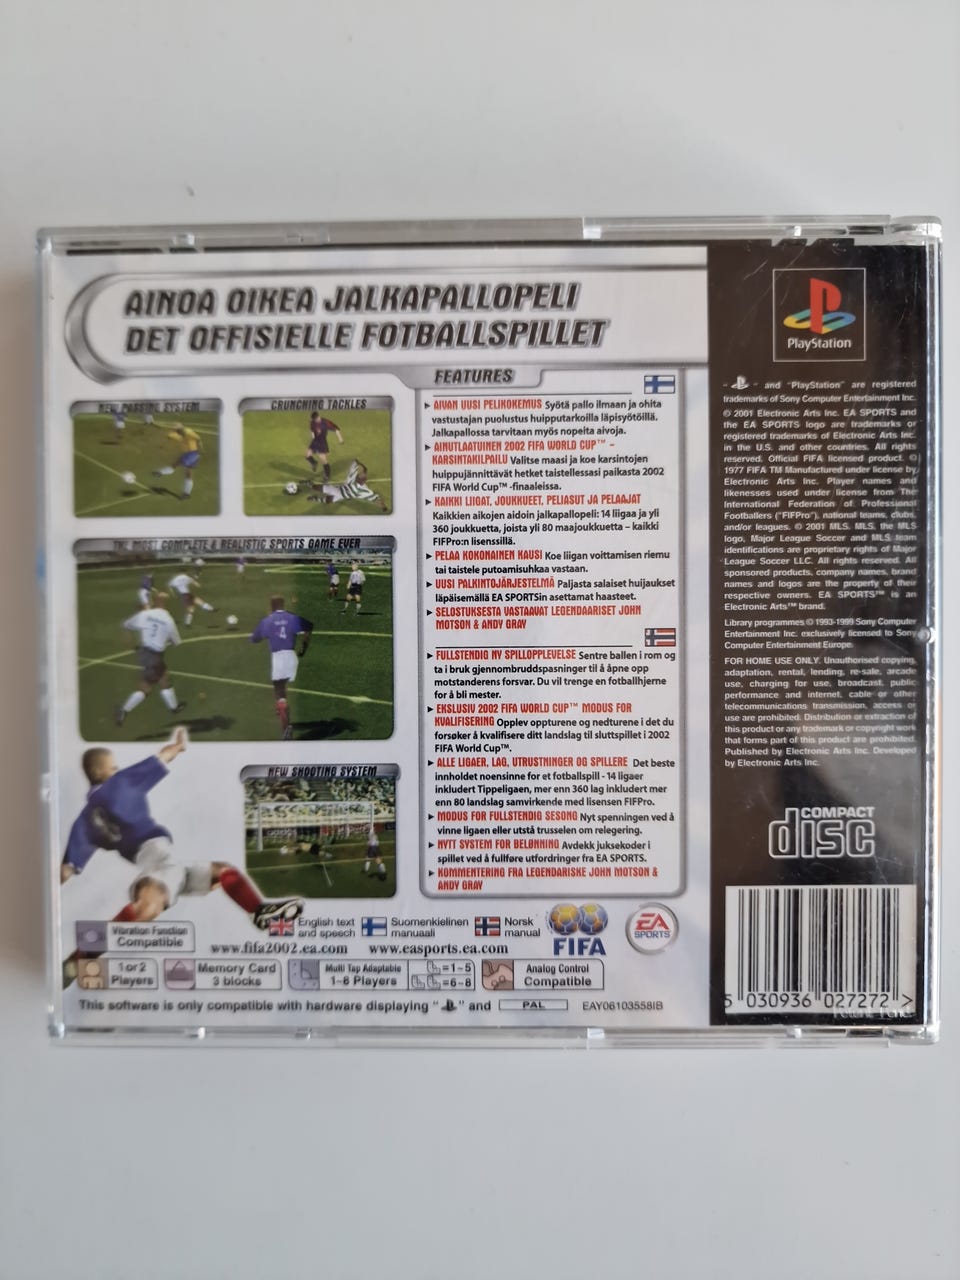 AINOA OIKEA JALKAPALLOPELI
DET OFFISIELLE FOTBALLSPILLET
FEATURES
NEW PASSING SYSTEM
CRUNCHING TACKLES
THE MOST COMPLETE & REALISTIC SPORTS GAME EVER
NEW SHOOTING SYSTEM
▸ AIVAN UUSI PELIKOKEMUS Syötä pallo ilmaan ja ohita
vastustajan puolustus huipputarkoilla läpisyötöillä.
Jalkapallossa tarvitaan myös nopeita aivoja.
▸ AINUTLAATUINEN 2002 FIFA WORLD CUP™ –
KARSINTAKILPAILU Valitse maasi ja koe karsintojen
huippujännittävät hetket taistellessasi paikasta 2002
FIFA World Cup™ -finaaleissa.
▸ KAIKKI LIIGAT, JOUKKUEET, PELIASUT JA PELAAJAT
Kaikkien aikojen aidoin jalkapallopeli: 14 liigaa ja yli
360 joukkuetta, joista yli 80 maajoukkuetta – kaikki
FIFPro:n lisenssillä.
▸ PELAA KOKONAINEN KAUSI Koe liigan voittamisen riemu
tai taistele putoamisuhkaa vastaan.
▸ UUSI PALKINTOJÄRJESTELMÄ Paljasta salaiset huijaukset
läpäisemällä EA SPORTSin asettamat haasteet.
▸ SELOSTUKSESTA VASTAAVAT LEGENDAARISET JOHN
MOTSON & ANDY GRAY
▸ FULLSTENDIG NY SPILLOPPLEVELSE Sentre ballen i rom og
ta i bruk gjennombruddspasninger til å åpne opp
motstanderens forsvar. Du vil trenge en fotballhjerne
for å bli mester.
▸ EKSLUSIV 2002 FIFA WORLD CUP™ MODUS FOR
KVALIFISERING Opplev oppturene og nedturene i det du
forsøker å kvalifisere ditt landslag til sluttspillet i 2002
FIFA World Cup™.
▸ ALLE LIGAER, LAG, UTRUSTNINGER OG SPILLERE Det beste
innholdet noensinne for et fotballspill - 14 ligaer
inkludert Tippeligaen, mer enn 360 lag inkludert mer
enn 80 landslag samvirkende med lisensen FIFPro.
▸ MODUS FOR FULLSTENDIG SESONG Nyt spenningen ved å
vinne ligaen eller utstå trusselen om relegering.
▸ NYTT SYSTEM FOR BELØNNING Avdekk juksekoder i
spillet ved å fullføre utfordringer fra EA SPORTS.
▸ KOMMENTERING FRA LEGENDARISKE JOHN MOTSON &
ANDY GRAY
English text
and speech
Suomenkielinen
manuaali
Norsk
manual
www.fifa2002.ea.com www.easports.ea.com
FIFA
EA
SPORTS
Vibration Function
Compatible
1 or 2
Players
Memory Card
3 blocks
Multi Tap Adaptable
1-8 Players
=1~5
=6~8
Analog Control
Compatible
This software is only compatible with hardware displaying " " and PAL
EAY06103558IB
PlayStation
" " and "PlayStation" are registered
trademarks of Sony Computer Entertainment Inc.
© 2001 Electronic Arts Inc. EA SPORTS and
the EA SPORTS logo are trademarks or
registered trademarks of Electronic Arts Inc.
in the U.S. and other countries. All rights
reserved. Official FIFA licensed product. ©
1977 FIFA TM Manufactured under license by
Electronic Arts Inc. Player names and
likenesses used under license from The
International Federation of Professional
Footballers ("FIFPro"), national teams, clubs,
and/or leagues. © 2001 MLS. MLS, the MLS
logo, Major League Soccer and MLS team
identifications are proprietary rights of Major
League Soccer LLC. All rights reserved. All
sponsored products, company names, brand
names and logos are the property of their
respective owners. EA SPORTS™ is an
Electronic Arts™ brand.
Library programmes © 1993-1999 Sony Computer
Entertainment Inc. exclusively licensed to Sony
Computer Entertainment Europe.
FOR HOME USE ONLY. Unauthorised copying,
adaptation, rental, lending, re-sale, arcade
use, charging for use, broadcast, public
performance and internet, cable or other
telecommunications transmission, access or
use are prohibited. Distribution or extraction of
this product or any trademark or copyright work
that forms part of this product are prohibited.
Published by Electronic Arts Inc. Developed
by Electronic Arts Inc.
COMPACT
disc
5 030936 027272 >